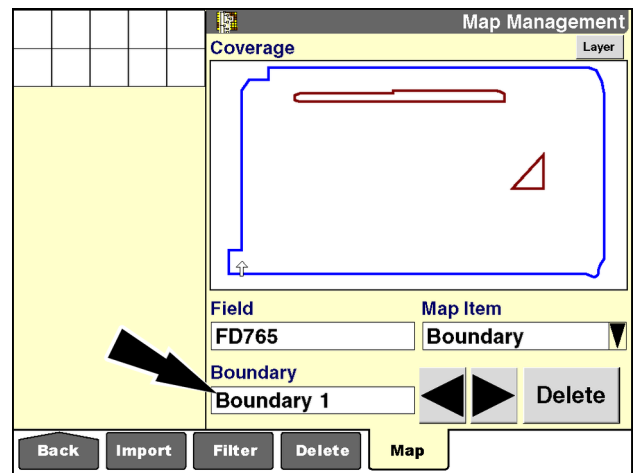 Map Management
Coverage
Layer
Field
Map Item
FD765
Boundary
Boundary
Boundary 1
Delete
Back
Import
Filter
Delete
Map